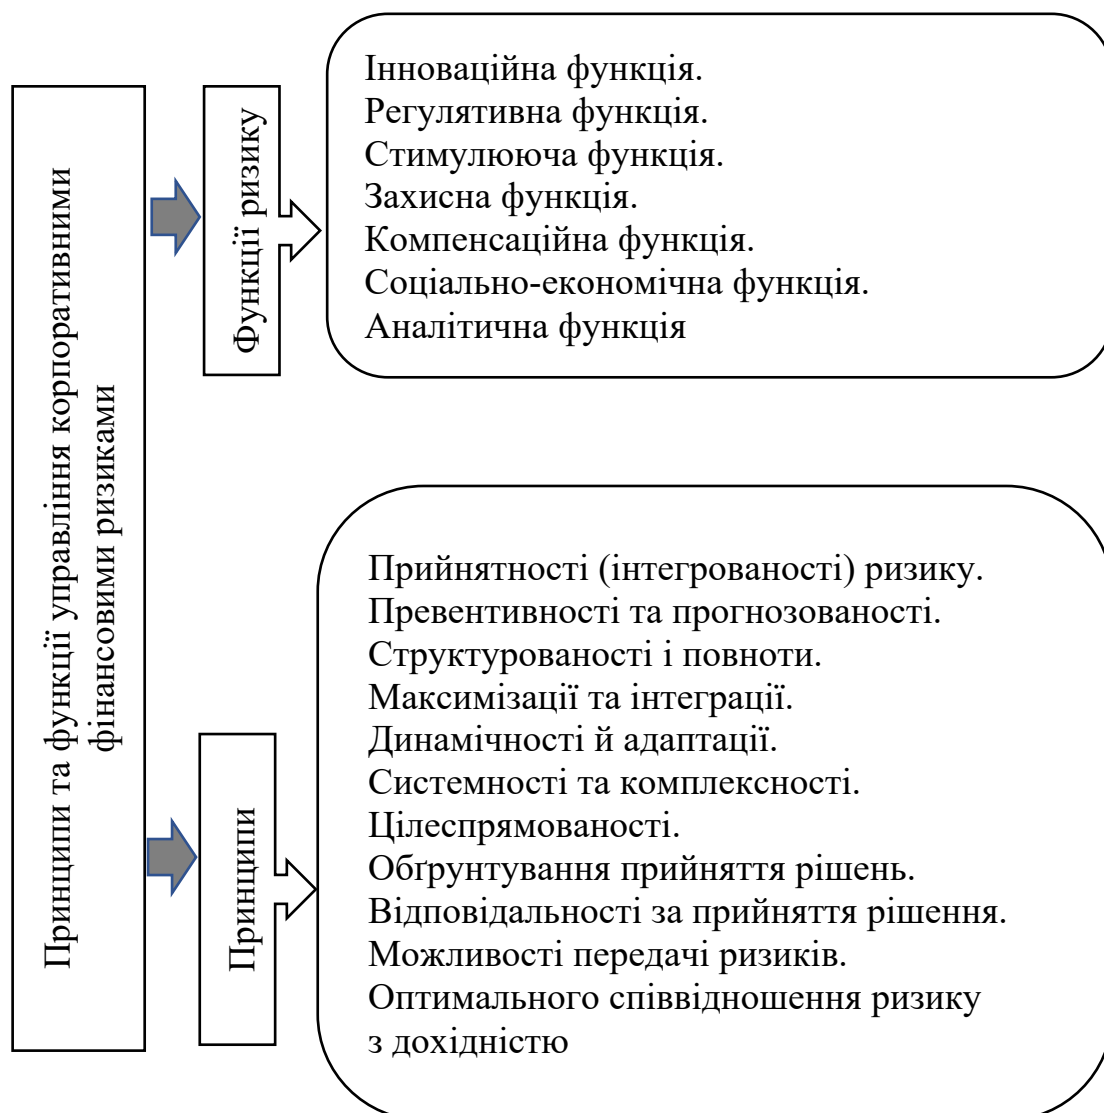 Принципи та функції управління корпоративними
фінансовими ризиками
Функції ризику
Інноваційна функція.
Регулятивна функція.
Стимулююча функція.
Захисна функція.
Компенсаційна функція.
Соціально-економічна функція.
Аналітична функція
Принципи
Прийнятності (інтегрованості) ризику.
Превентивності та прогнозованості.
Структурованості і повноти.
Максимізації та інтеграції.
Динамічності й адаптації.
Системності та комплексності.
Цілеспрямованості.
Обґрунтування прийняття рішень.
Відповідальності за прийняття рішення.
Можливості передачі ризиків.
Оптимального співвідношення ризику
з дохідністю